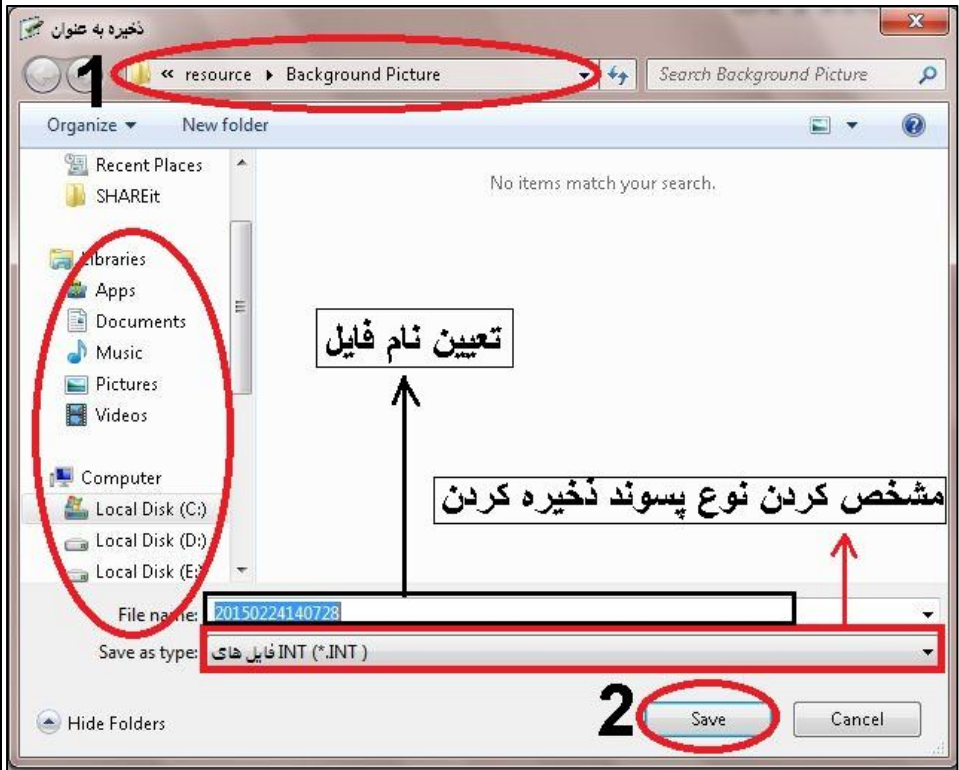 ذخیره به عنوان
1
« resource ▸ Background Picture
Search Background Picture
Organize
New folder
Recent Places
SHAREit
No items match your search.
Libraries
Apps
Documents
Music
Pictures
Videos
تعیین نام فایل
Computer
Local Disk (C:)
Local Disk (D:)
Local Disk (E:)
مشخص کردن نوع پسوند ذخیره کردن
File name: 20150224140728
Save as type: فایل های INT (*.INT )
Hide Folders
2
Save
Cancel